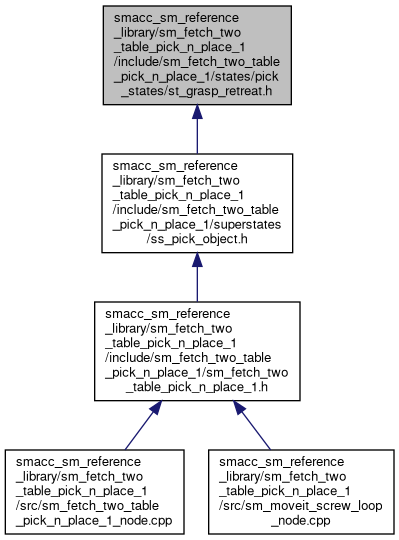 smacc_sm_reference
_library/sm_fetch_two
_table_pick_n_place_1
/include/sm_fetch_two_table
_pick_n_place_1/states/pick
_states/st_grasp_retreat.h
smacc_sm_reference
_library/sm_fetch_two
_table_pick_n_place_1
/include/sm_fetch_two_table
_pick_n_place_1/superstates
/ss_pick_object.h
smacc_sm_reference
_library/sm_fetch_two
_table_pick_n_place_1
/include/sm_fetch_two_table
_pick_n_place_1/sm_fetch_two
_table_pick_n_place_1.h
smacc_sm_reference
_library/sm_fetch_two
_table_pick_n_place_1
/src/sm_fetch_two_table
_pick_n_place_1_node.cpp
smacc_sm_reference
_library/sm_fetch_two
_table_pick_n_place_1
/src/sm_moveit_screw_loop
_node.cpp